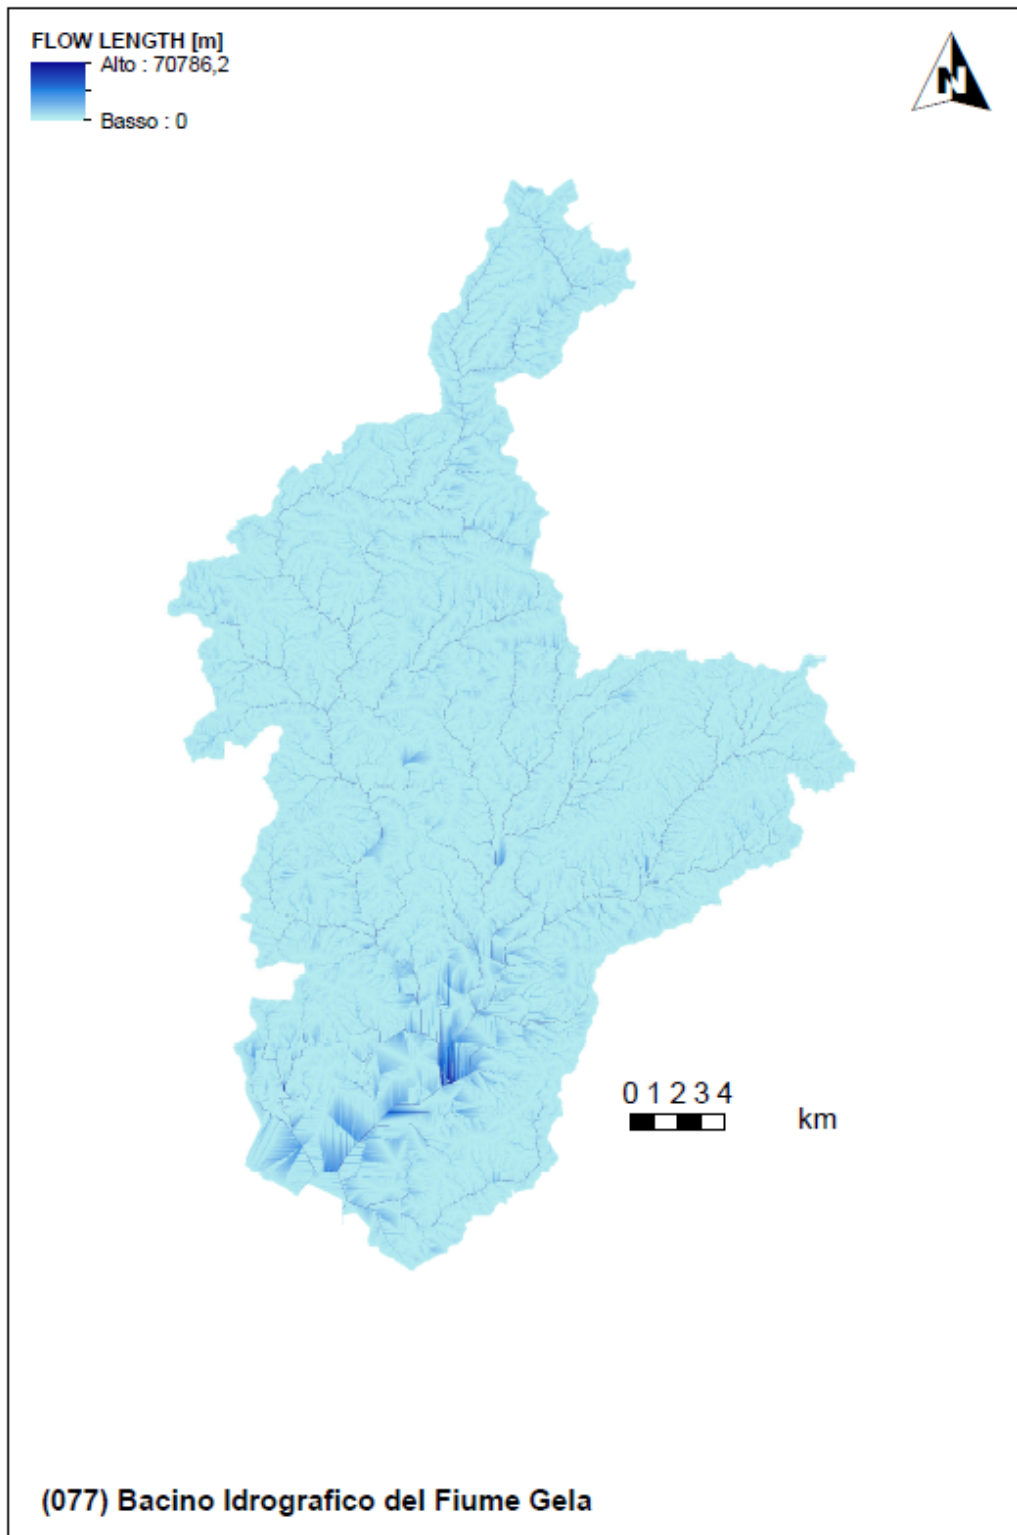 FLOW LENGTH [m]
Alto : 70786,2
Basso : 0
N
0 1 2 3 4
km
(077) Bacino Idrografico del Fiume Gela